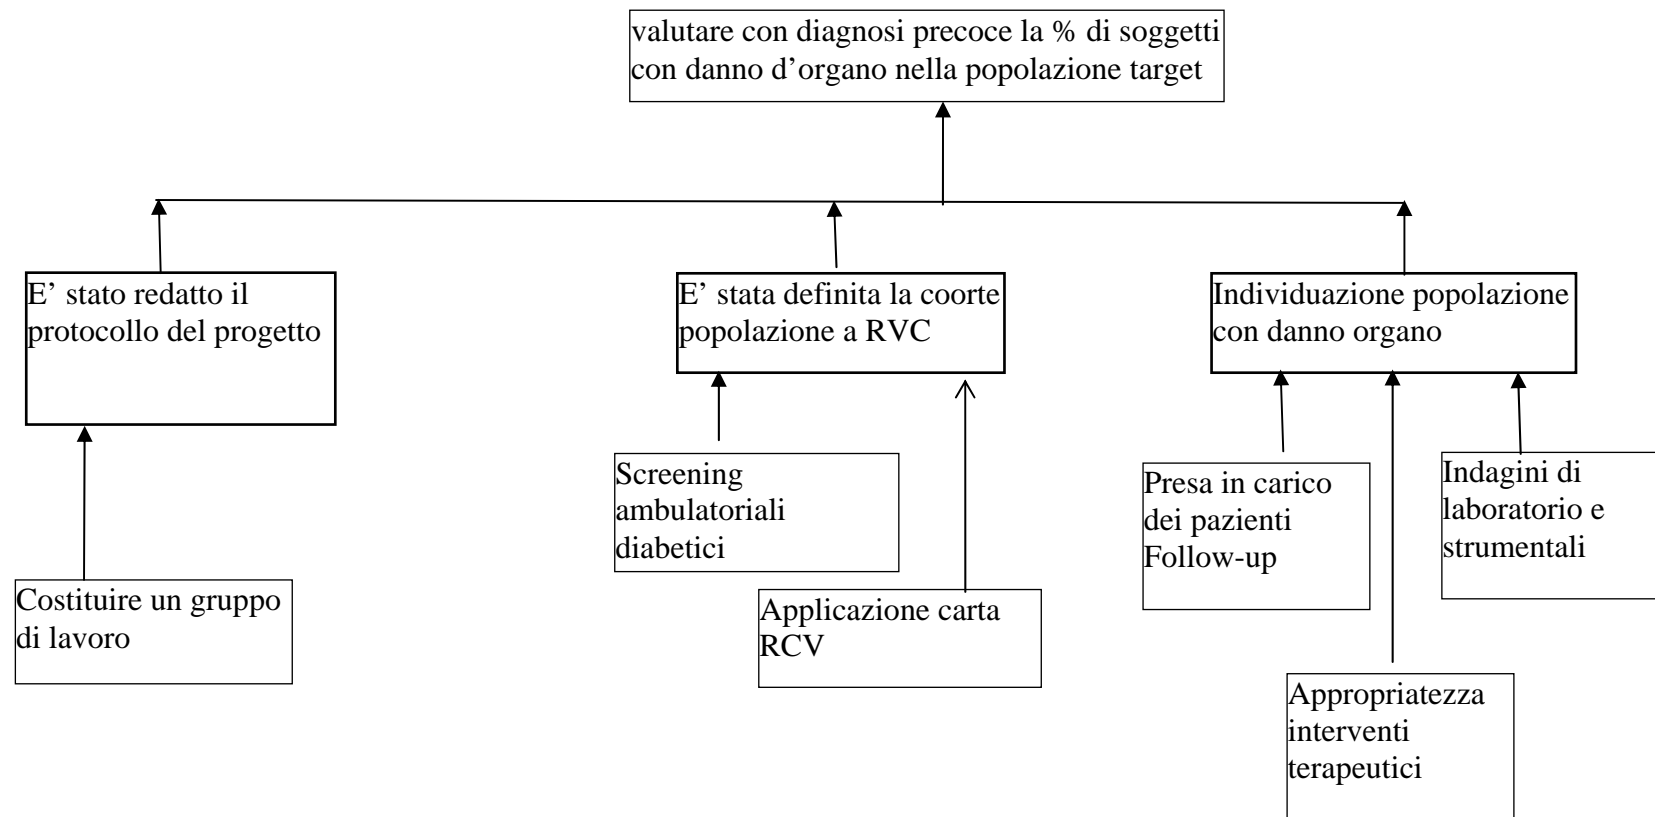 valutare con diagnosi precoce la % di soggetti
con danno d’organo nella popolazione target
E’ stato redatto il
protocollo del progetto
E’ stata definita la coorte
popolazione a RVC
Individuazione popolazione
con danno organo
Screening
ambulatoriali
diabetici
Presa in carico
dei pazienti
Follow-up
Indagini di
laboratorio e
strumentali
Costituire un gruppo
di lavoro
Applicazione carta
RCV
Appropriatezza
interventi
terapeutici